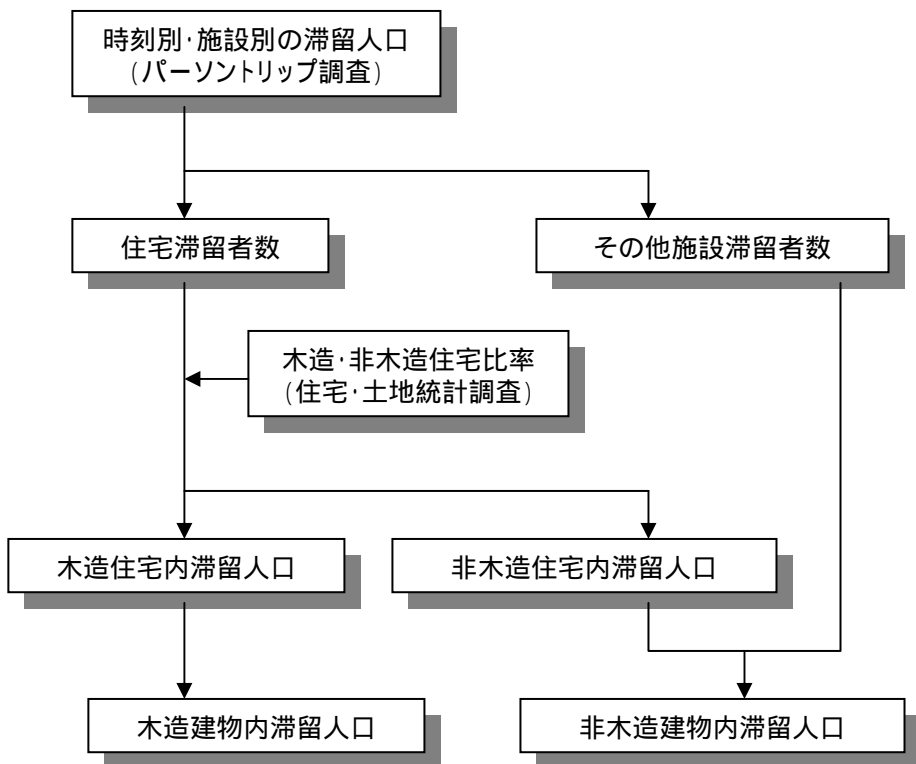 時刻別･施設別の滞留人口
(パーソントリップ調査)
住宅滞留者数
その他施設滞留者数
木造･非木造住宅比率
(住宅･土地統計調査)
木造住宅内滞留人口
非木造住宅内滞留人口
木造建物内滞留人口
非木造建物内滞留人口